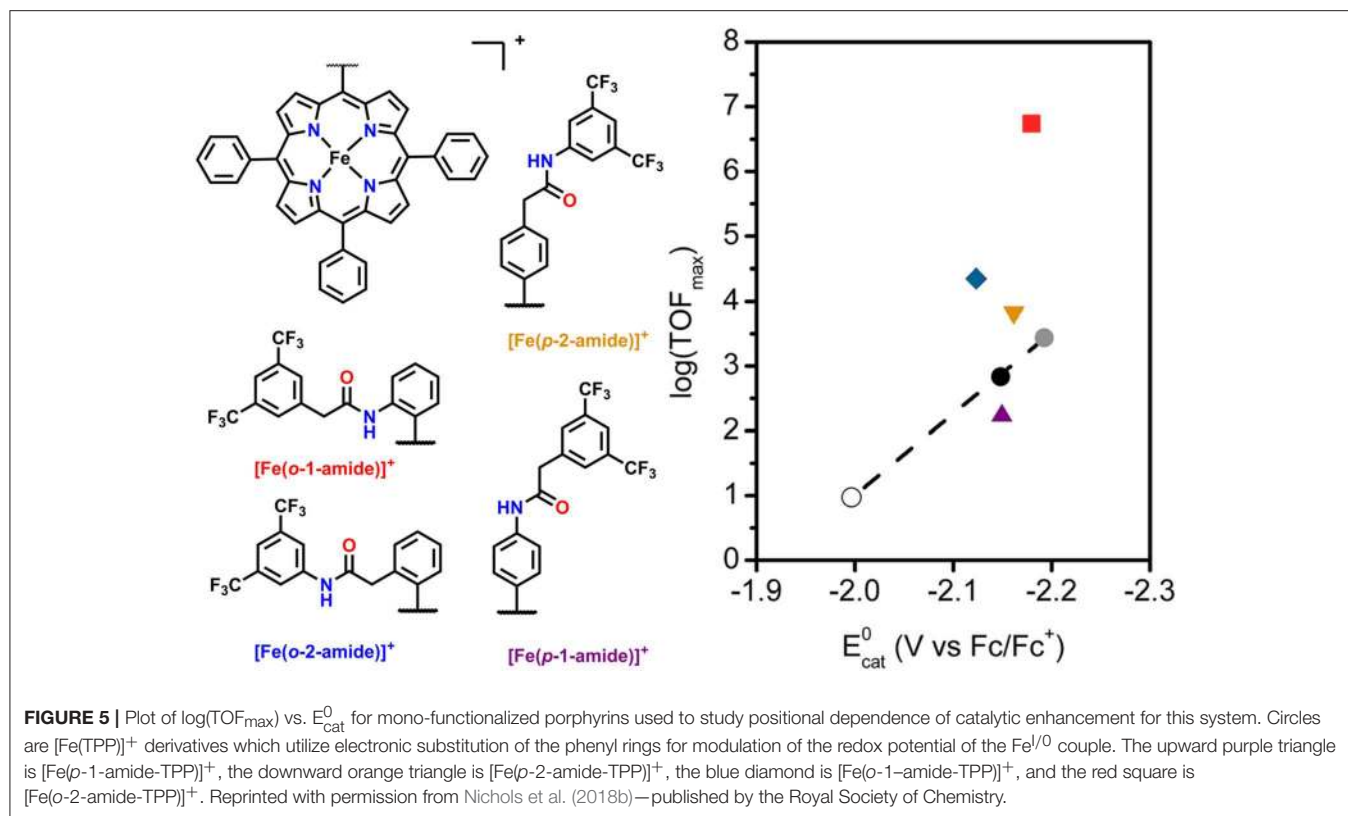 +
N
N
Fe
N
N
CF₃
CF₃
HN
O
[Fe(p-2-amide)]⁺
CF₃
F₃C
O
N
H
[Fe(o-1-amide)]⁺
CF₃
F₃C
O
N
H
[Fe(o-2-amide)]⁺
CF₃
CF₃
HN
O
[Fe(p-1-amide)]⁺
8
7
6
5
4
3
2
1
0
log(TOFmax)
-1.9
-2.0
-2.1
-2.2
-2.3
E⁰cat (V vs Fc/Fc⁺)
FIGURE 5 | Plot of log(TOFmax) vs. E⁰cat for mono-functionalized porphyrins used to study positional dependence of catalytic enhancement for this system. Circles
are [Fe(TPP)]⁺ derivatives which utilize electronic substitution of the phenyl rings for modulation of the redox potential of the Feᴵ/⁰ couple. The upward purple triangle
is [Fe(p-1-amide-TPP)]⁺, the downward orange triangle is [Fe(p-2-amide-TPP)]⁺, the blue diamond is [Fe(o-1–amide-TPP)]⁺, and the red square is
[Fe(o-2-amide-TPP)]⁺. Reprinted with permission from Nichols et al. (2018b)—published by the Royal Society of Chemistry.